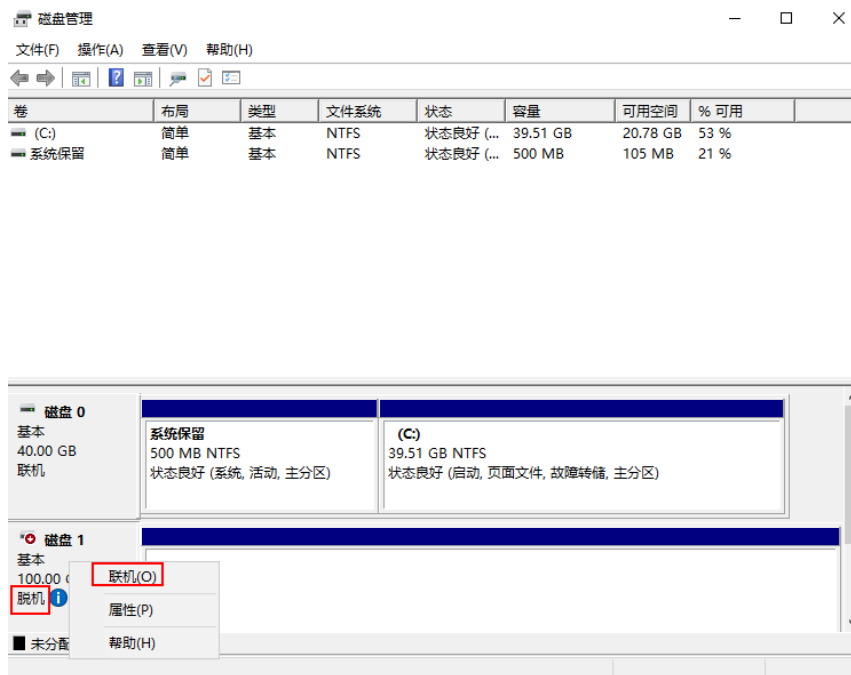 磁盘管理
文件(F) 操作(A) 查看(V) 帮助(H)
卷 布局 类型 文件系统 状态 容量 可用空间 % 可用
(C:) 简单 基本 NTFS 状态良好 (... 39.51 GB 20.78 GB 53 %
系统保留 简单 基本 NTFS 状态良好 (... 500 MB 105 MB 21 %
磁盘 0
基本
40.00 GB
联机
系统保留
500 MB NTFS
状态良好 (系统, 活动, 主分区)
(C:)
39.51 GB NTFS
状态良好 (启动, 页面文件, 故障转储, 主分区)
磁盘 1
基本
100.00
脱机
联机(O)
属性(P)
帮助(H)
未分配